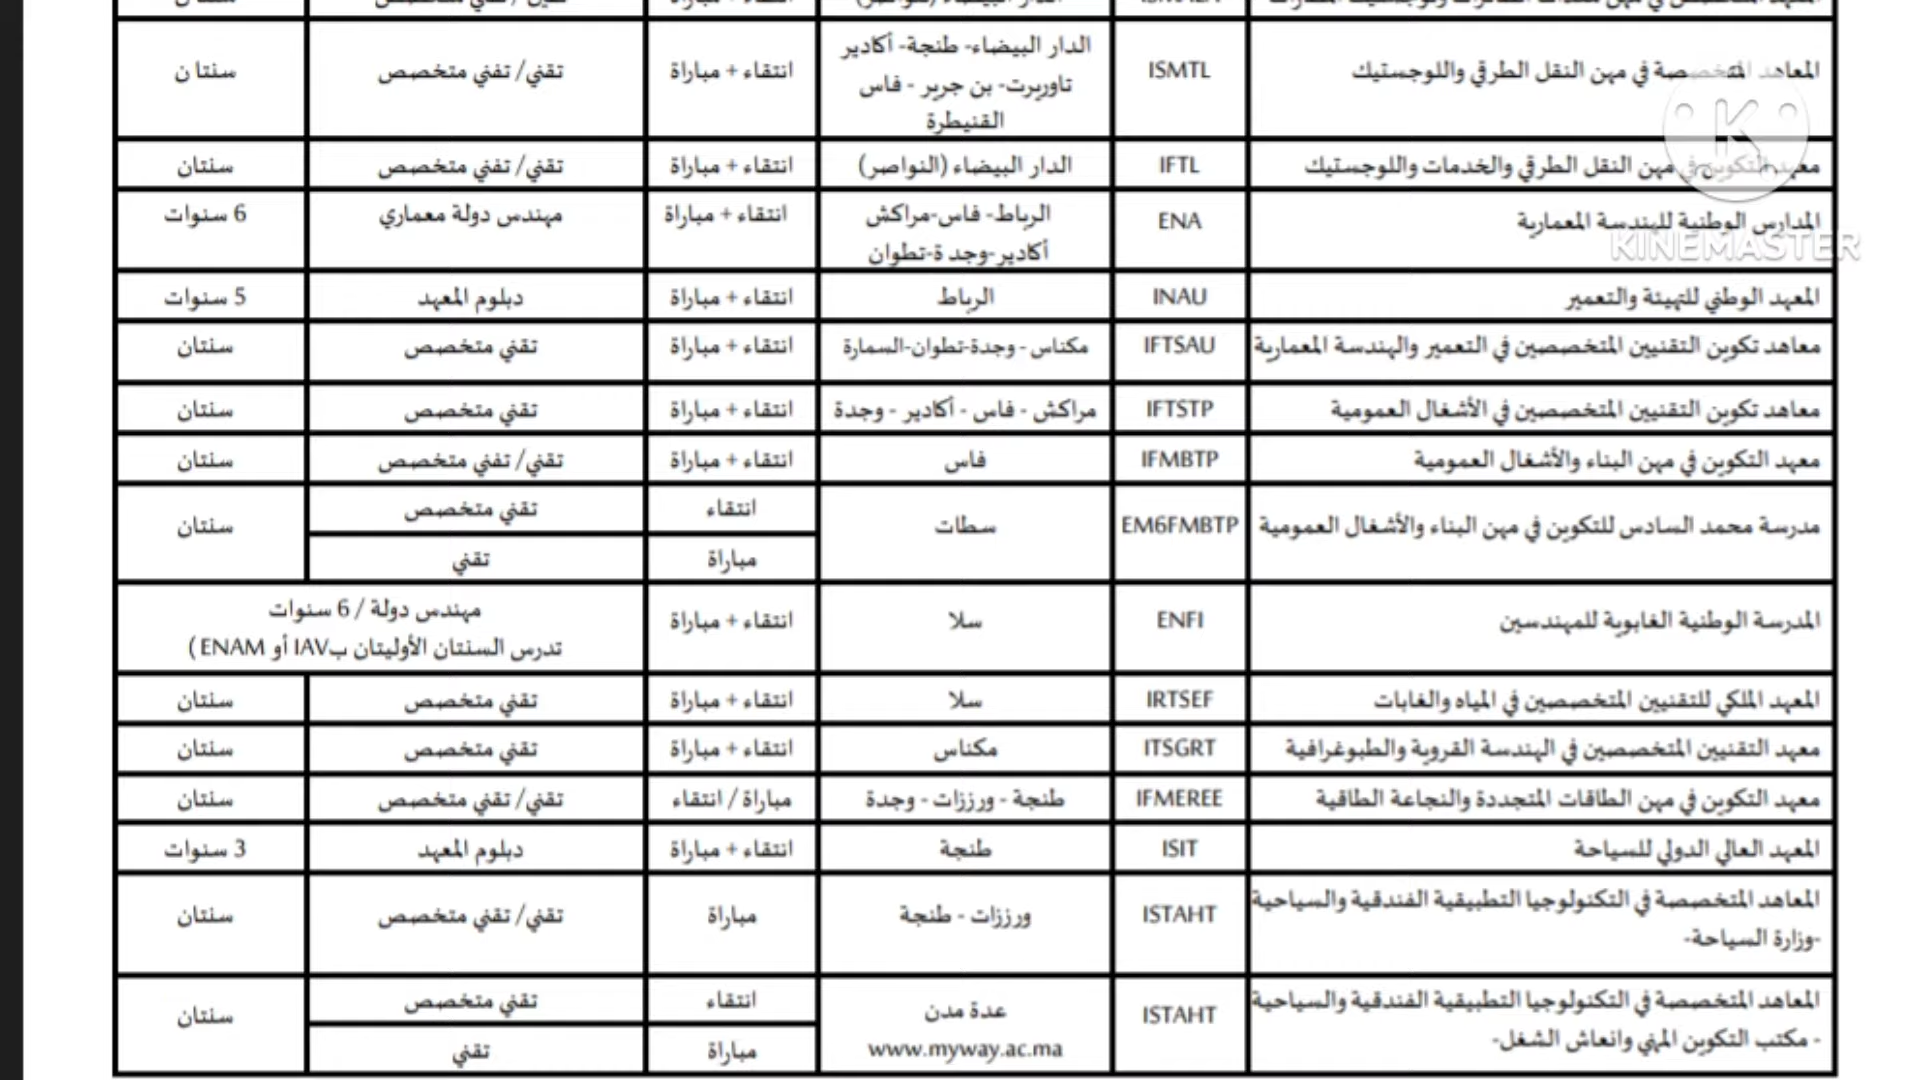 المعاهد المتخصصة في مهن النقل الطرقي واللوجستيك ISMTL الدار البيضاء- طنجة- أكادير تاوريرت- بن جرير - فاس القنيطرة انتقاء + مباراة تقني/ تفني متخصص سنتا ن
معهد التكوين في مهن النقل الطرقي والخدمات واللوجستيك IFTL الدار البيضاء (النواصر) انتقاء + مباراة تقني/ تفني متخصص سنتان
المدارس الوطنية للهندسة المعمارية ENA الرباط- فاس-مراكش أكادير-وجد ة-تطوان انتقاء + مباراة مهندس دولة معماري 6 سنوات
KINEMASTER
المعهد الوطني للتهيئة والتعمير INAU الرباط انتقاء + مباراة دبلوم المعهد 5 سنوات
معاهد تكوين التقنيين المتخصصين في التعمير والهندسة المعمارية IFTSAU مكناس - وجدة-تطوان-السمارة انتقاء + مباراة تقني متخصص سنتان
معاهد تكوين التقنيين المتخصصين في الأشغال العمومية IFTSTP مراكش - فاس - أكادير - وجدة انتقاء + مباراة تقني متخصص سنتان
معهد التكوين في مهن البناء والأشغال العمومية IFMBTP فاس انتقاء + مباراة تقني/ تفني متخصص سنتان
مدرسة محمد السادس للتكوين في مهن البناء والأشغال العمومية EM6FMBTP سطات انتقاء تقني متخصص سنتان
مباراة تقني
المدرسة الوطنية الغابوية للمهندسين ENFI سلا انتقاء + مباراة مهندس دولة / 6 سنوات
تدرس السنتان الأوليتان بIAV أو ENAM )
المعهد الملكي للتقنيين المتخصصين في المياه والغابات IRTSEF سلا انتقاء + مباراة تقني متخصص سنتان
معهد التقنيين المتخصصين في الهندسة القروية والطبوغرافية ITSGRT مكناس انتقاء + مباراة تقني متخصص سنتان
معهد التكوين في مهن الطاقات المتجددة والنجاعة الطاقية IFMEREE طنجة - ورززات - وجدة مباراة / انتقاء تقني/ تقني متخصص سنتان
المعهد العالي الدولي للسياحة ISIT طنجة انتقاء + مباراة دبلوم المعهد 3 سنوات
المعاهد المتخصصة في التكنولوجيا التطبيقية الفندقية والسياحية ISTAHT ورززات - طنجة مباراة تقني/ تقني متخصص سنتان
-وزارة السياحة-
المعاهد المتخصصة في التكنولوجيا التطبيقية الفندقية والسياحية ISTAHT عدة مدن انتقاء تقني متخصص سنتان
- مكتب التكوين المهني وانعاش الشغل- www.myway.ac.ma مباراة تقني